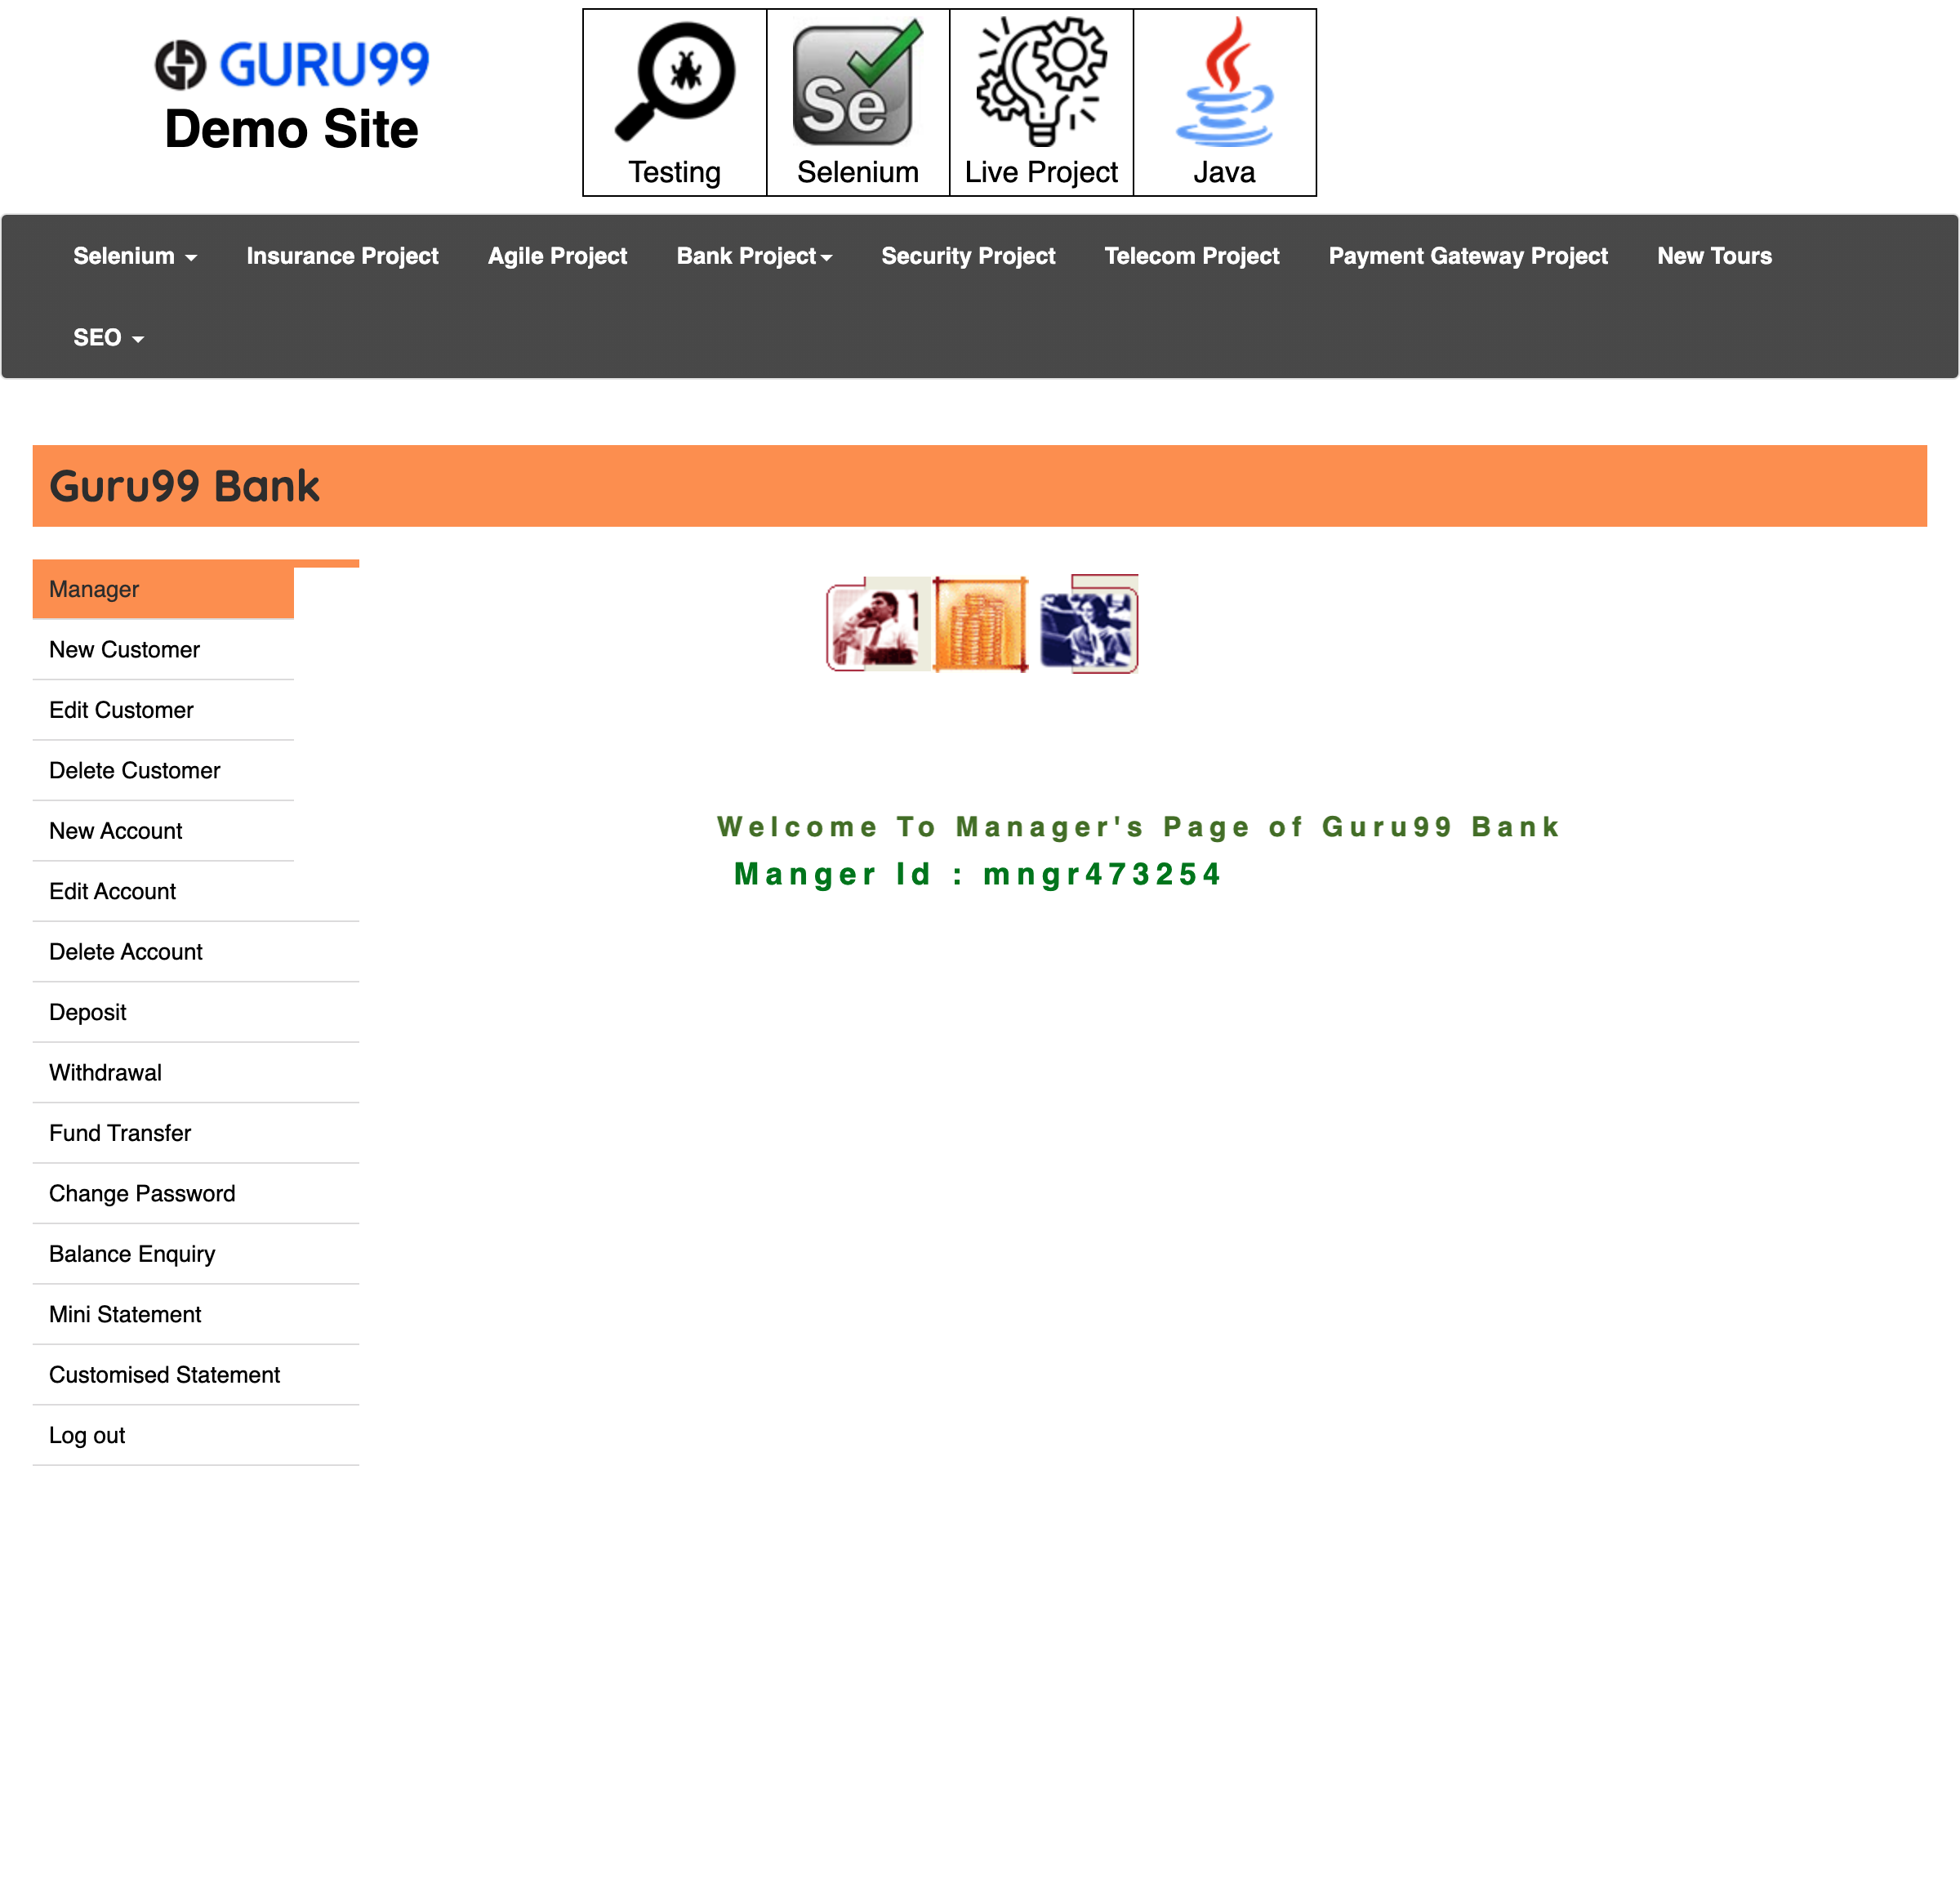 GURU99
Demo Site
Testing
Se
Selenium
Live Project
Java
Selenium
Insurance Project
Agile Project
Bank Project
Security Project
Telecom Project
Payment Gateway Project
New Tours
SEO
Guru99 Bank
Manager
New Customer
Edit Customer
Delete Customer
New Account
Edit Account
Delete Account
Deposit
Withdrawal
Fund Transfer
Change Password
Balance Enquiry
Mini Statement
Customised Statement
Log out
Welcome To Manager's Page of Guru99 Bank
Manger Id : mngr473254